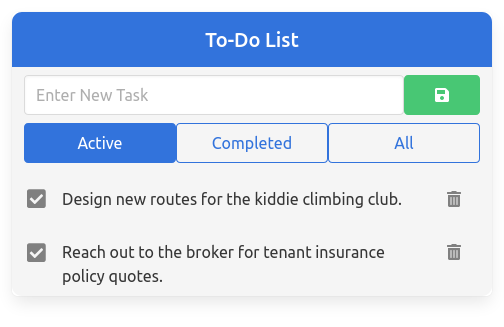 To-Do List
Enter New Task
Active
Completed
All
Design new routes for the kiddie climbing club.
Reach out to the broker for tenant insurance
policy quotes.